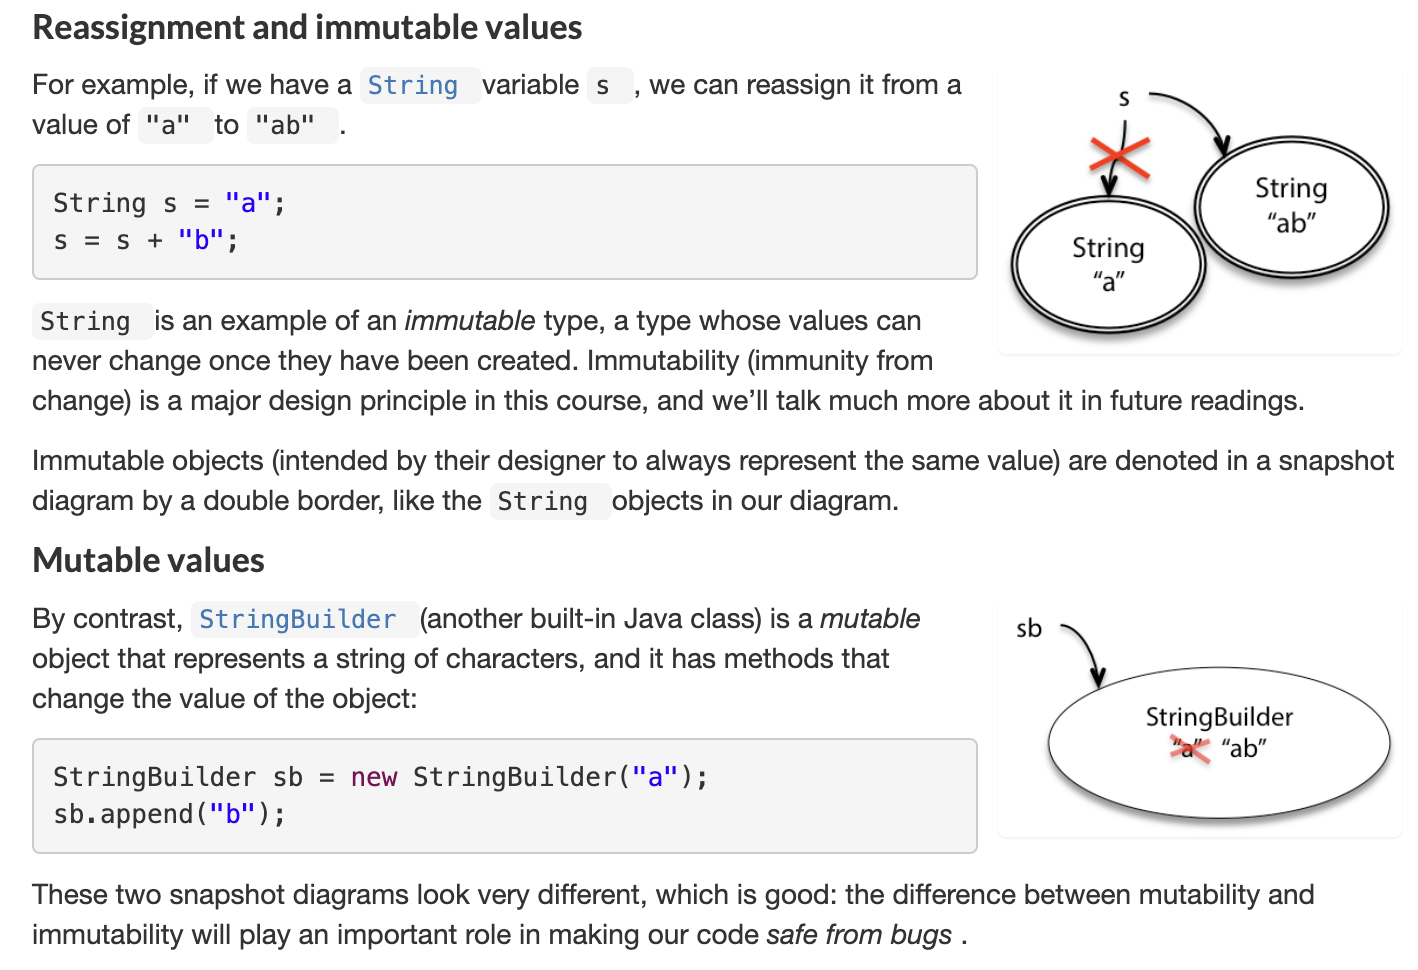 Reassignment and immutable values
For example, if we have a String variable s , we can reassign it from a
value of "a" to "ab" .
String s = "a";
s = s + "b";
s
String
“ab”
String
“a”
String is an example of an immutable type, a type whose values can
never change once they have been created. Immutability (immunity from
change) is a major design principle in this course, and we’ll talk much more about it in future readings.
Immutable objects (intended by their designer to always represent the same value) are denoted in a snapshot
diagram by a double border, like the String objects in our diagram.
Mutable values
By contrast, StringBuilder (another built-in Java class) is a mutable
object that represents a string of characters, and it has methods that
change the value of the object:
StringBuilder sb = new StringBuilder("a");
sb.append("b");
sb
StringBuilder
“a” “ab”
These two snapshot diagrams look very different, which is good: the difference between mutability and
immutability will play an important role in making our code safe from bugs .